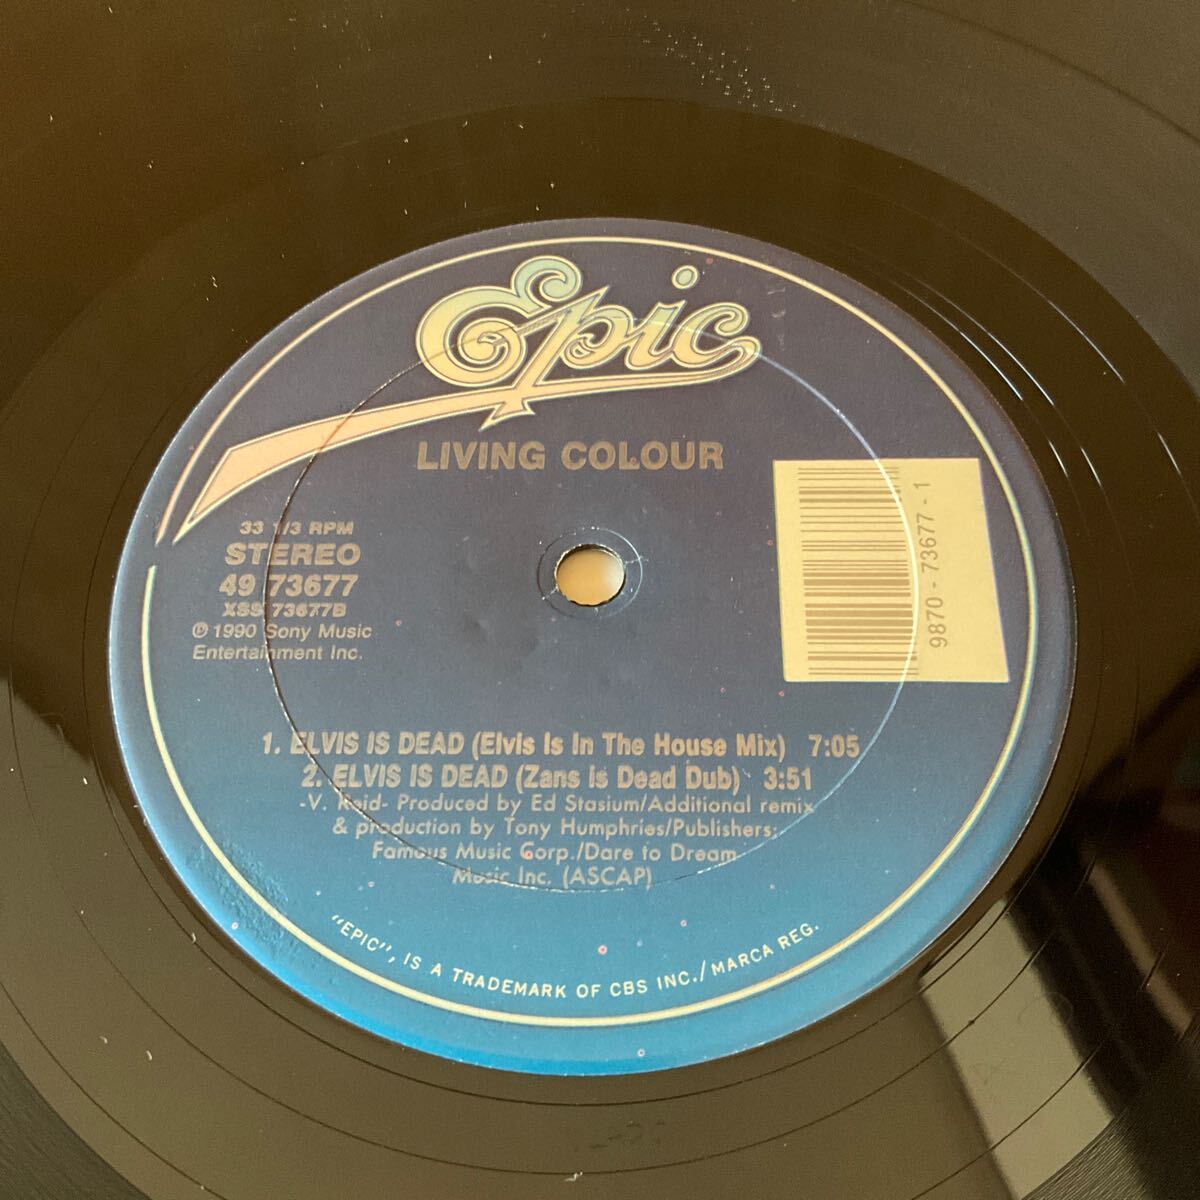 Epic
LIVING COLOUR
33 1/3 RPM
STEREO
49 73677
XSS 73677B
℗ 1990 Sony Music
Entertainment Inc.
9870 - 73677 - 1
1. ELVIS IS DEAD (Elvis Is In The House Mix) 7:05
2. ELVIS IS DEAD (Zans is Dead Dub) 3:51
-V. Reid- Produced by Ed Stasium/Additional remix
& production by Tony Humphries/Publishers:
Famous Music Corp./Dare to Dream
Music Inc. (ASCAP)
"EPIC", IS A TRADEMARK OF CBS INC./MARCA REG.